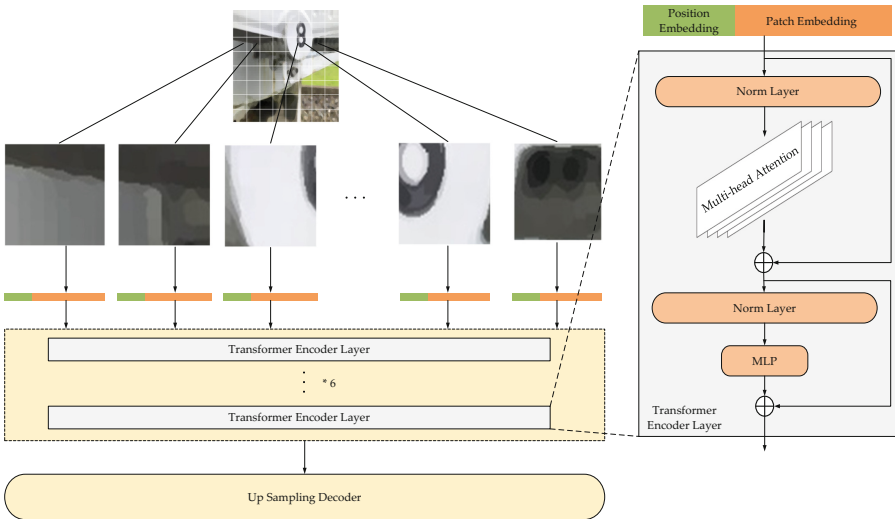 8
. . .
Transformer Encoder Layer
* 6
Transformer Encoder Layer
Up Sampling Decoder
Position
Embedding
Patch Embedding
Norm Layer
Multi-head Attention
Norm Layer
MLP
Transformer
Encoder Layer